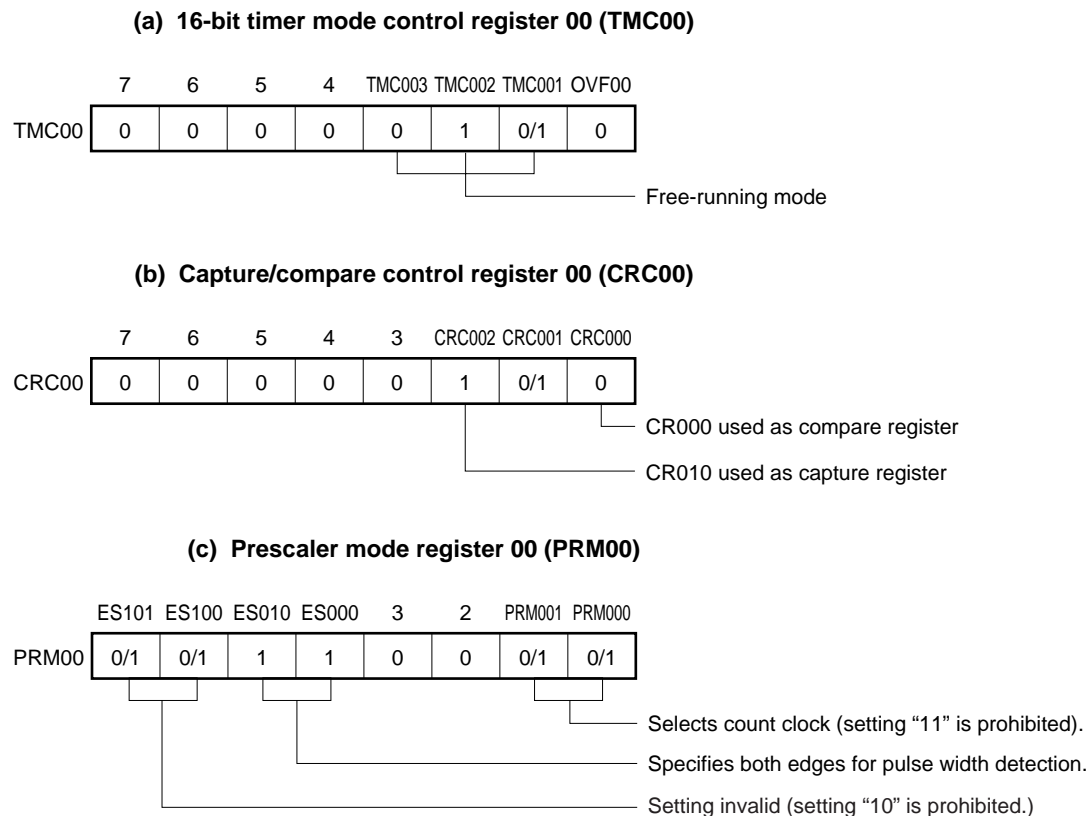 (a) 16-bit timer mode control register 00 (TMC00)
7 6 5 4 TMC003 TMC002 TMC001 OVF00
TMC00 0 0 0 0 0 1 0/1 0
Free-running mode
(b) Capture/compare control register 00 (CRC00)
7 6 5 4 3 CRC002 CRC001 CRC000
CRC00 0 0 0 0 0 1 0/1 0
CR000 used as compare register
CR010 used as capture register
(c) Prescaler mode register 00 (PRM00)
ES101 ES100 ES010 ES000 3 2 PRM001 PRM000
PRM00 0/1 0/1 1 1 0 0 0/1 0/1
Selects count clock (setting “11” is prohibited).
Specifies both edges for pulse width detection.
Setting invalid (setting “10” is prohibited.)